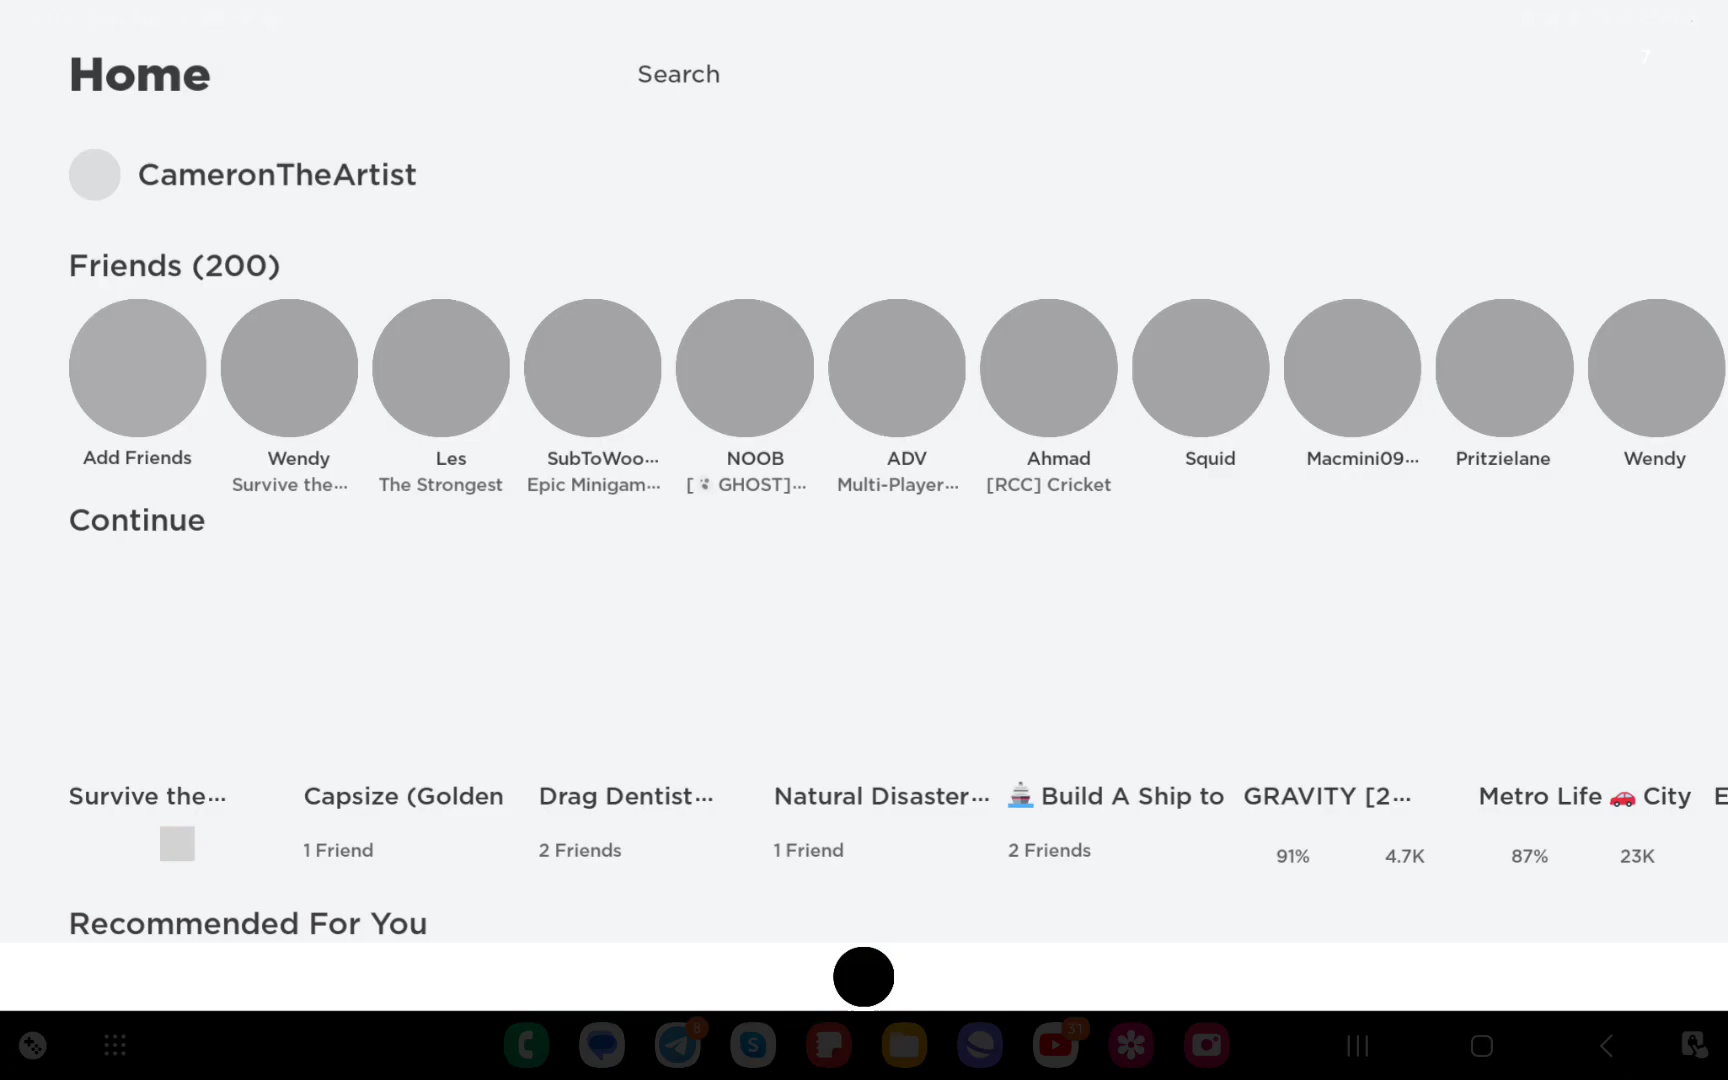 7
Home
Search
CameronTheArtist
Friends (200)
Add Friends
Wendy
Les
SubToWoo...
NOOB
ADV
Ahmad
Squid
Macmini09...
Pritzielane
Wendy
Survive the...
The Strongest
Epic Minigam...
[👻 GHOST]...
Multi-Player...
[RCC] Cricket
Continue
Survive the...
Capsize (Golden
Drag Dentist...
Natural Disaster...
🚢 Build A Ship to
GRAVITY [2...
Metro Life 🚗 City
E
1 Friend
2 Friends
1 Friend
2 Friends
91%
4.7K
87%
23K
Recommended For You
8
S
31